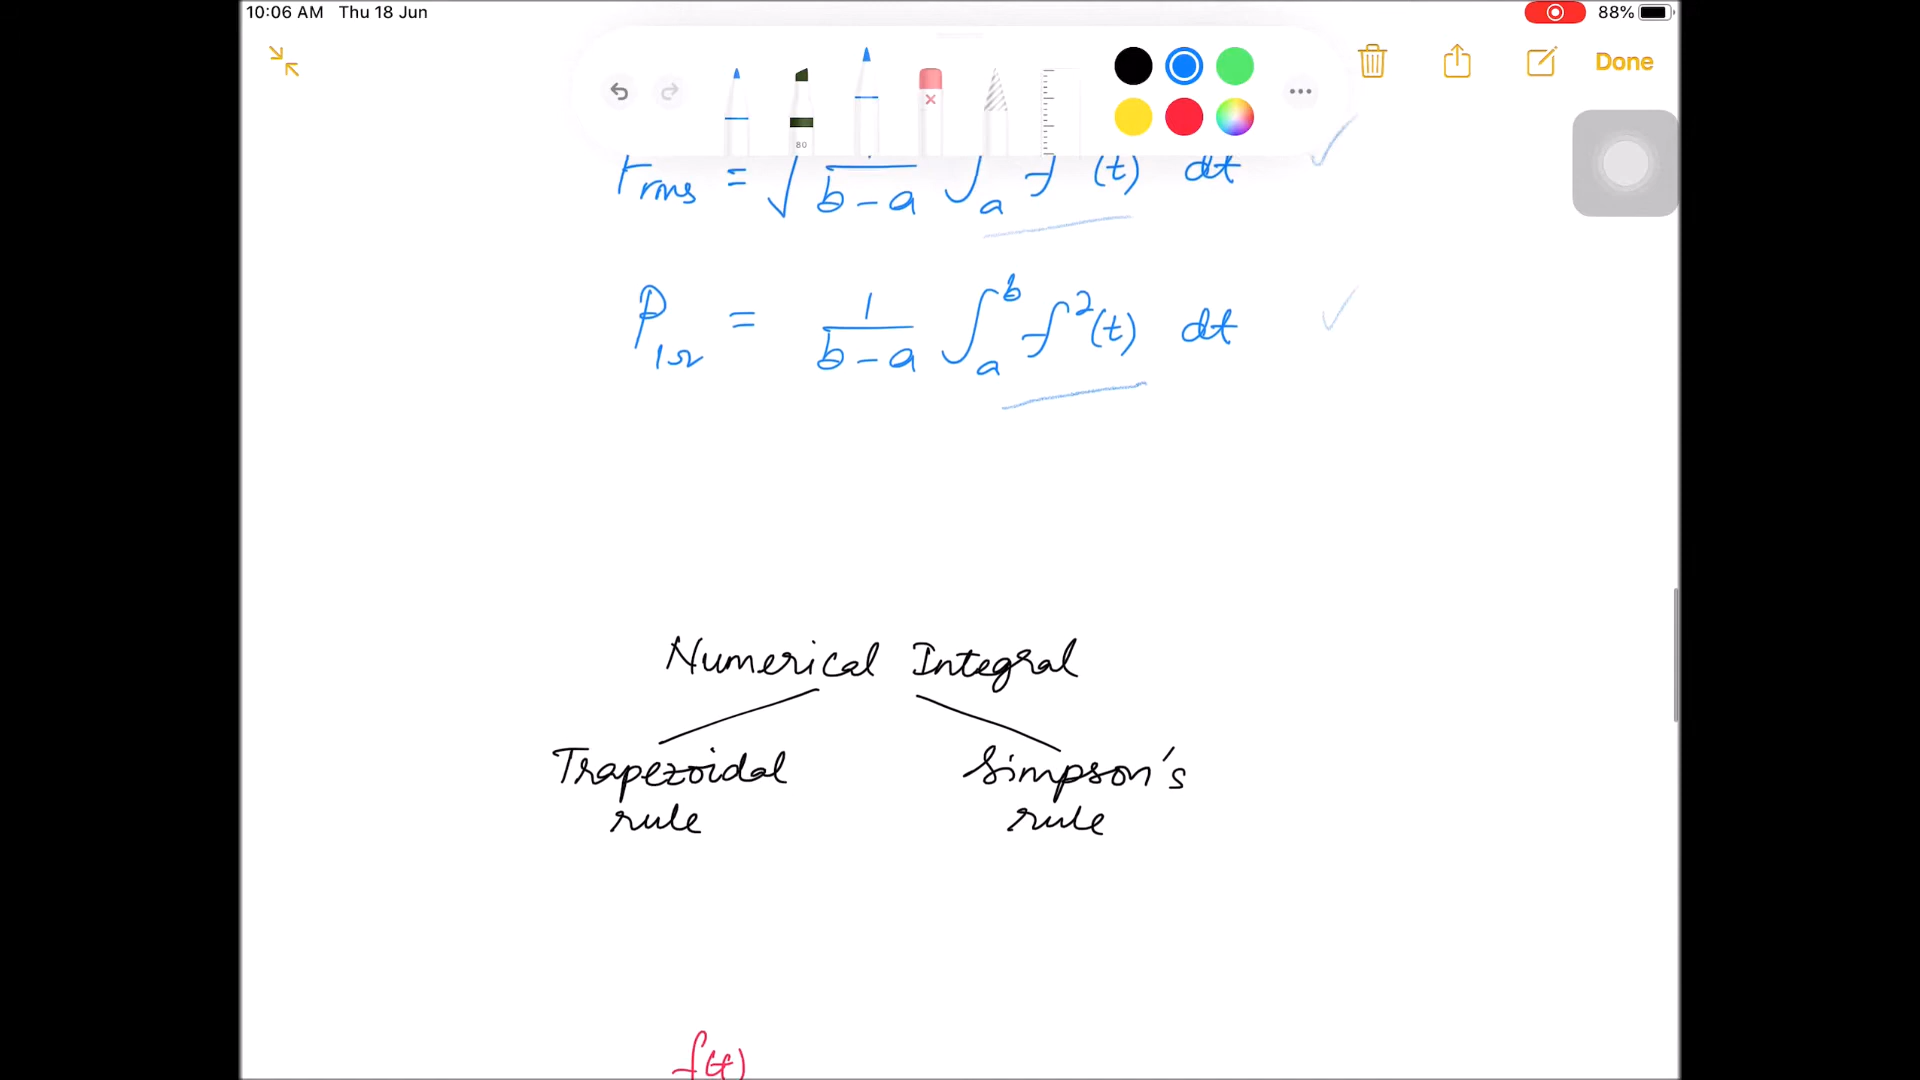 10:06 AM Thu 18 Jun 88%
Done
80
Frms = √ 1/(b-a) ∫a f (t) dt ✓
P1Ω = 1/(b-a) ∫a^b f²(t) dt ✓
Numerical Integral
Trapezoidal Simpson's
rule rule
f(t)